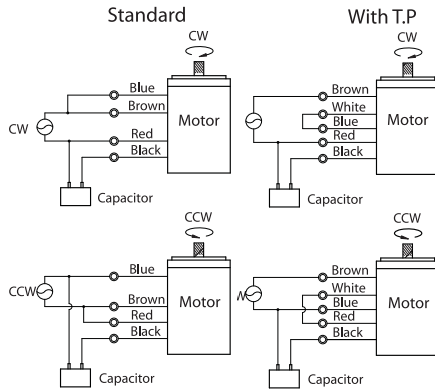 Standard
CW
Blue
Brown
CW
Red
Black
Motor
Capacitor
With T.P
CW
Brown
White
Blue
Red
Black
Motor
Capacitor
CCW
Blue
CCW
Brown
Red
Black
Motor
Capacitor
CCW
Brown
White
Blue
Red
Black
Motor
Capacitor